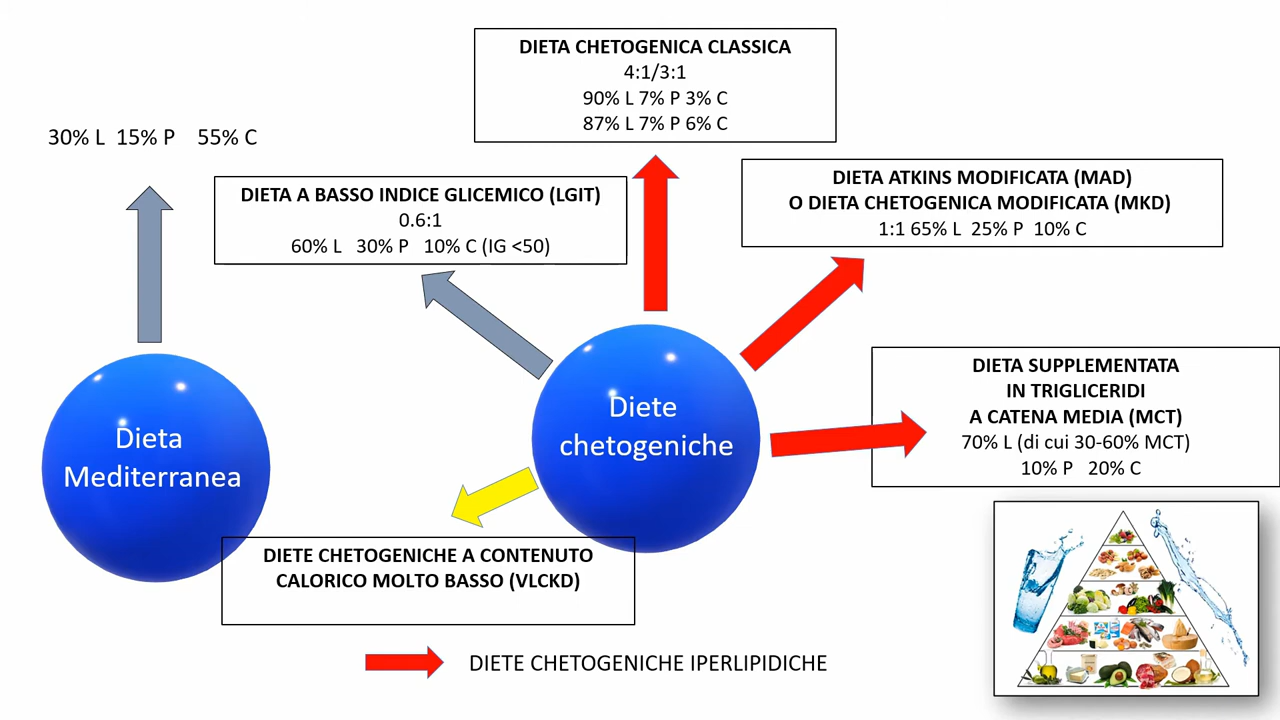 DIETA CHETOGENICA CLASSICA
4:1/3:1
90% L 7% P 3% C
87% L 7% P 6% C
30% L 15% P 55% C
DIETA A BASSO INDICE GLICEMICO (LGIT)
0.6:1
60% L 30% P 10% C (IG <50)
DIETA ATKINS MODIFICATA (MAD)
O DIETA CHETOGENICA MODIFICATA (MKD)
1:1 65% L 25% P 10% C
DIETA SUPPLEMENTATA
IN TRIGLICERIDI
A CATENA MEDIA (MCT)
70% L (di cui 30-60% MCT)
10% P 20% C
Dieta
Mediterranea
Diete
chetogeniche
DIETE CHETOGENICHE A CONTENUTO
CALORICO MOLTO BASSO (VLCKD)
DIETE CHETOGENICHE IPERLIPIDICHE